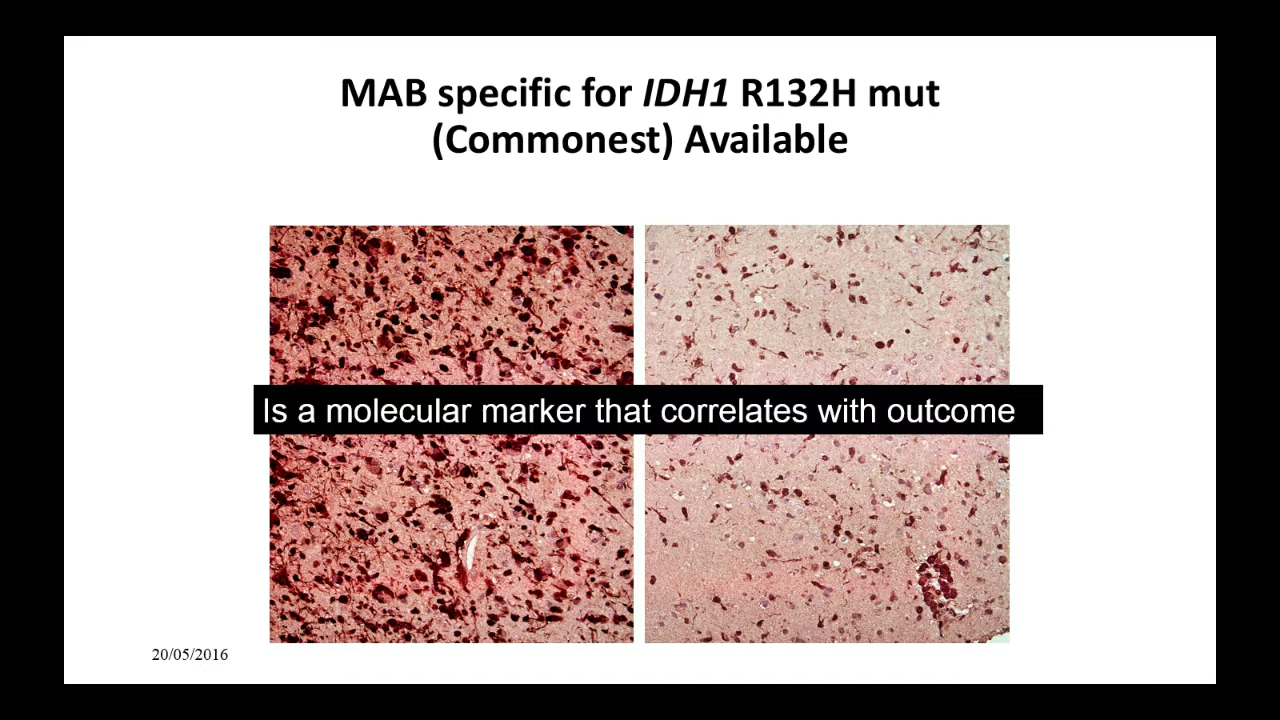 MAB specific for IDH1 R132H mut
(Commonest) Available
Is a molecular marker that correlates with outcome
20/05/2016